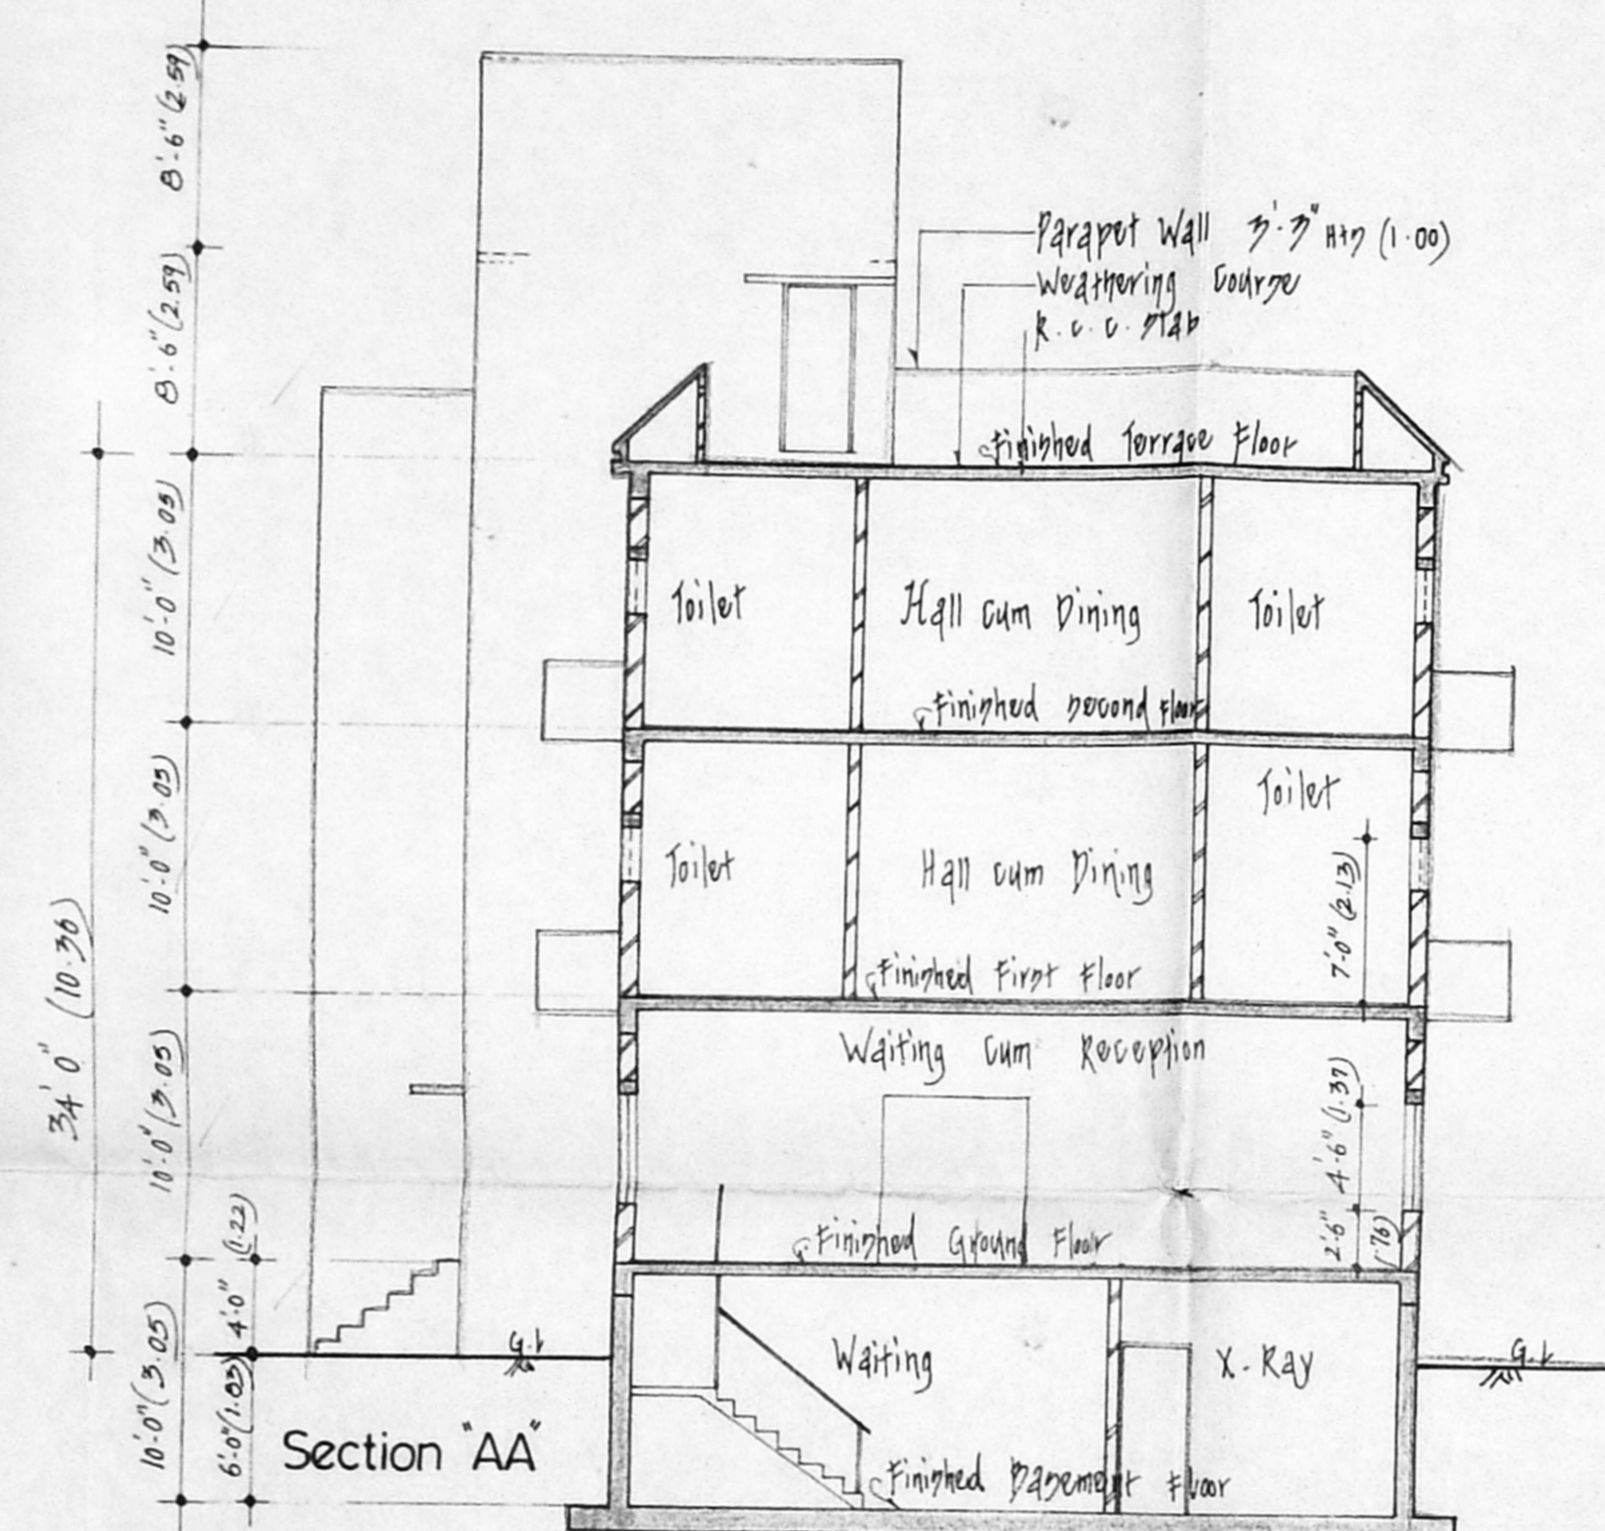 8'-6" (2.59)
Parapet Wall 3'-3" Htɜ (1.00)
Weathering Course
R.C.C. Slab
8'-6" (2.59)
Finished Terrace Floor
10'-0" (3.05)
Toilet Hall cum Dining Toilet
Finished Second Floor
10'-0" (3.05)
Toilet
Toilet Hall cum Dining
7'-0" (2.13)
Finished First Floor
34'0" (10.36)
Waiting Cum Reception
10'-0" (3.05)
4'-6" (1.37)
2'6" (.76)
Finished Ground Floor
4'-0" (1.22)
G.L
G.L
Waiting X-Ray
10'-0" (3.05)
6'-0" (1.83)
Section "AA"
Finished Basement Floor